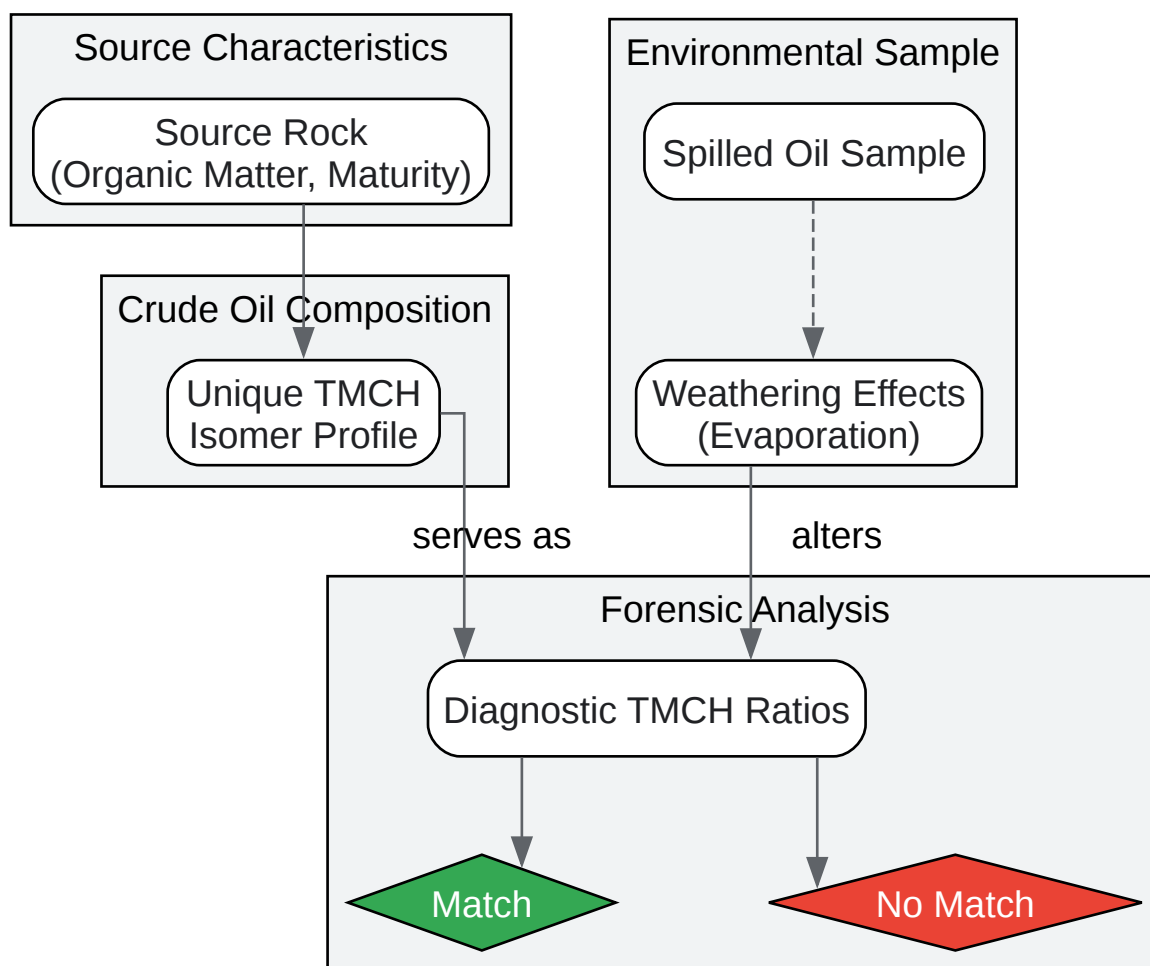 Source Characteristics
Source Rock
(Organic Matter, Maturity)
Environmental Sample
Spilled Oil Sample
Crude Oil Composition
Unique TMCH
Isomer Profile
Weathering Effects
(Evaporation)
serves as
alters
Forensic Analysis
Diagnostic TMCH Ratios
Match
No Match